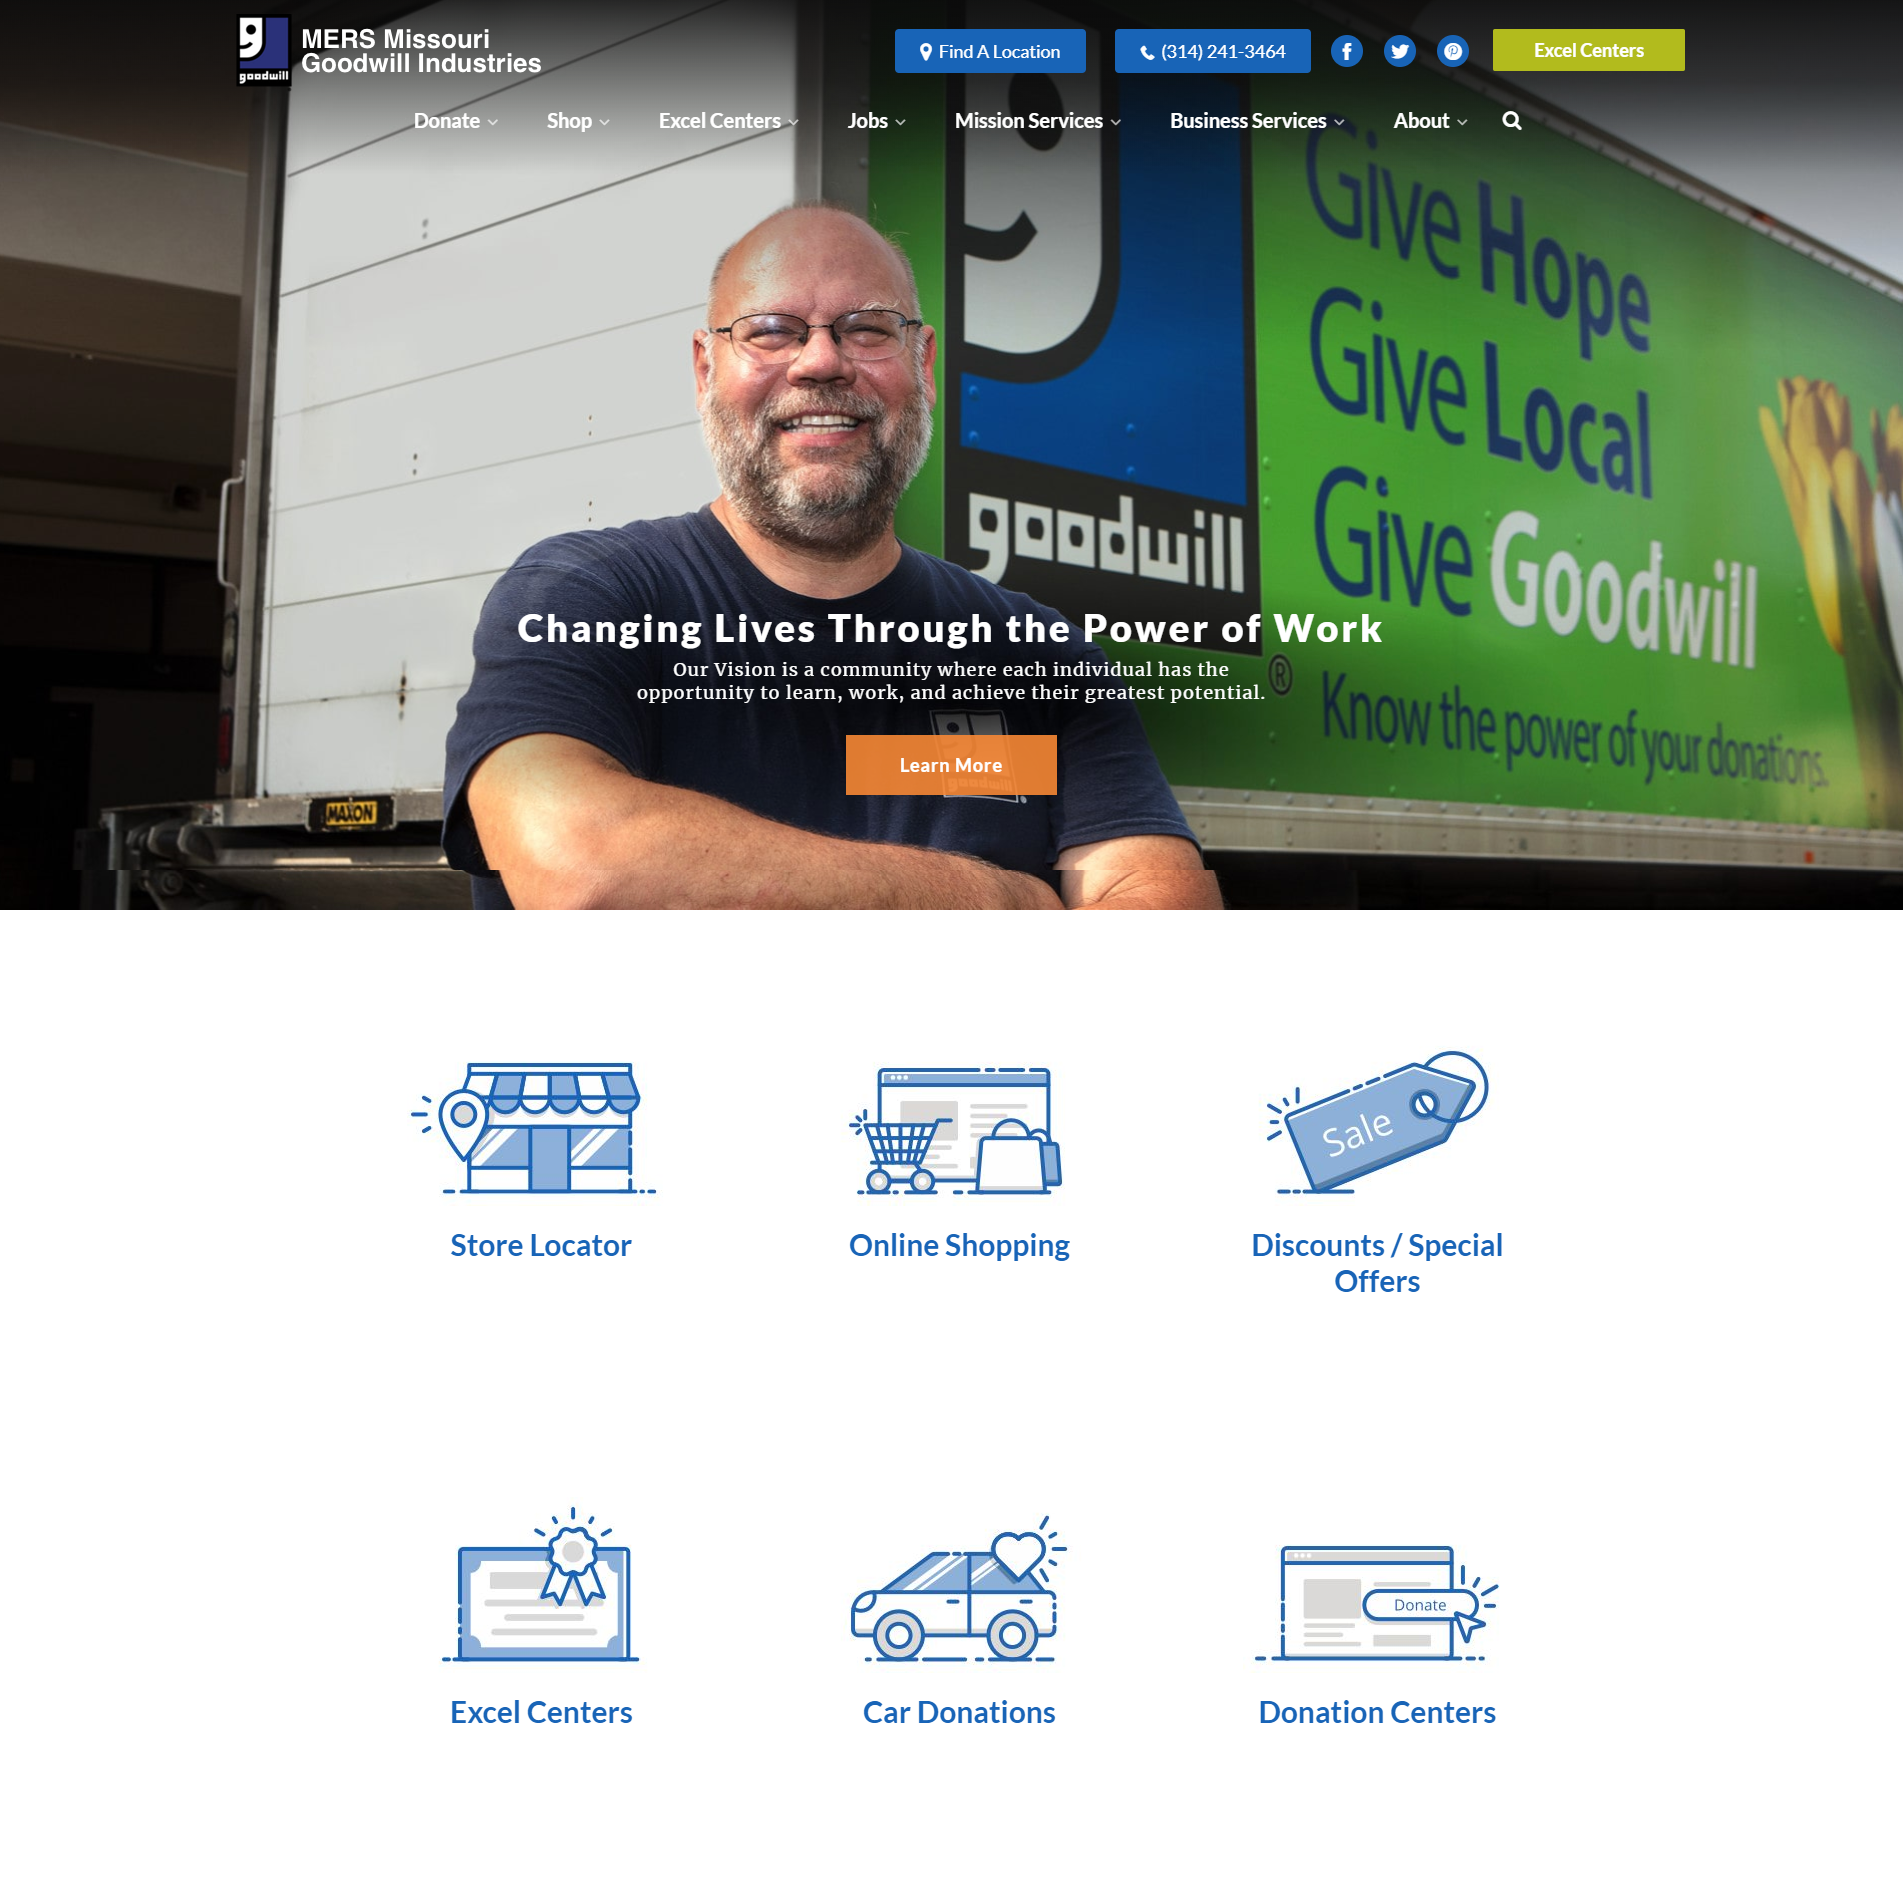 goodwill
MERS Missouri
Goodwill Industries
Find A Location
(314) 241-3464
Excel Centers
Donate
Shop
Excel Centers
Jobs
Mission Services
Business Services
About
Give Hope
Give Local
Give Goodwill
goodwill
®
Know the power of your donations.
Changing Lives Through the Power of Work
Our Vision is a community where each individual has the
opportunity to learn, work, and achieve their greatest potential.
Learn More
goodwill
MAXON
Sale
Store Locator
Online Shopping
Discounts / Special
Offers
Donate
Excel Centers
Car Donations
Donation Centers